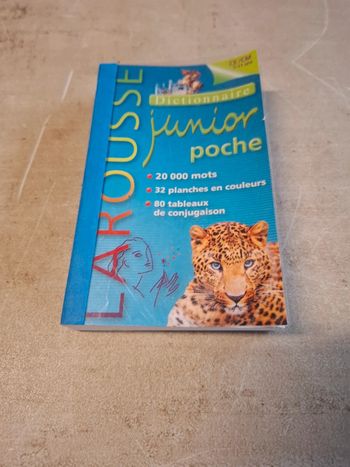 LAROUSSE
Dictionnaire
junior
poche
20 000 mots
32 planches en couleurs
80 tableaux
de conjugaison